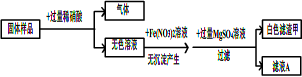 固体样品
+过量稀硝酸
气体
无色溶液
+Fe(NO3)2溶液
无沉淀产生
+过量MgSO4溶液
过滤
白色滤渣甲
滤液A